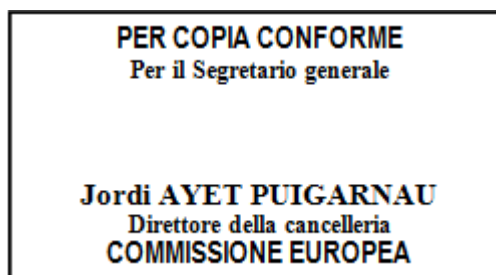 PER COPIA CONFORME
Per il Segretario generale
Jordi AYET PUIGARNAU
Direttore della cancelleria
COMMISSIONE EUROPEA